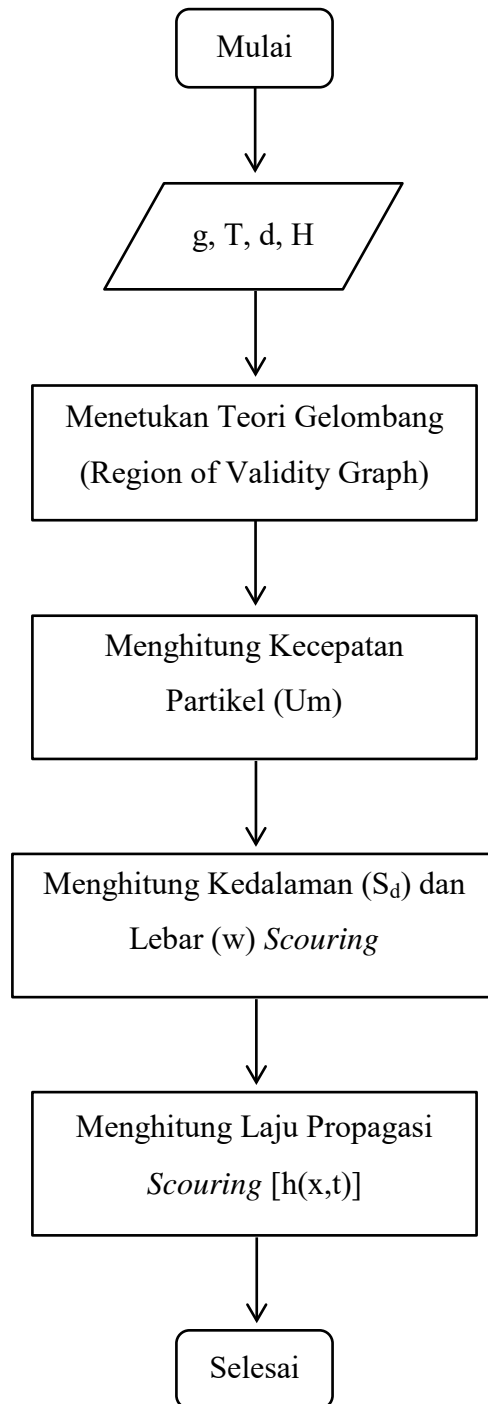 Mulai
g, T, d, H
Menetukan Teori Gelombang
(Region of Validity Graph)
Menghitung Kecepatan
Partikel (Um)
Menghitung Kedalaman (S_d) dan
Lebar (w) Scouring
Menghitung Laju Propagasi
Scouring [h(x,t)]
Selesai